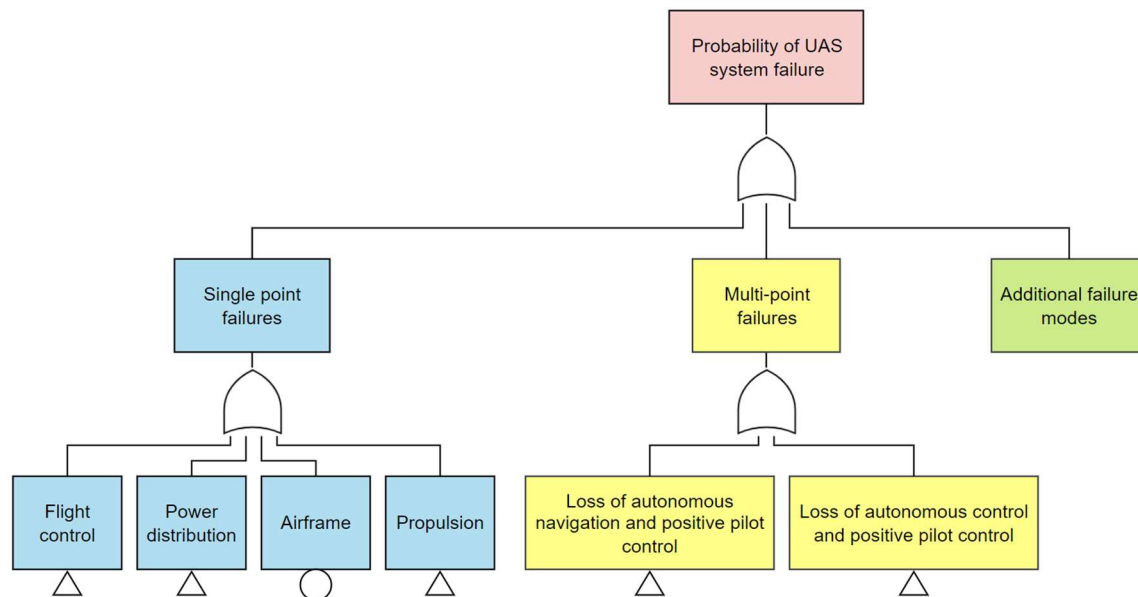 Probability of UAS
system failure
Single point
failures
Multi-point
failures
Additional failure
modes
Flight
control
Power
distribution
Airframe
Propulsion
Loss of autonomous
navigation and positive pilot
control
Loss of autonomous control
and positive pilot control